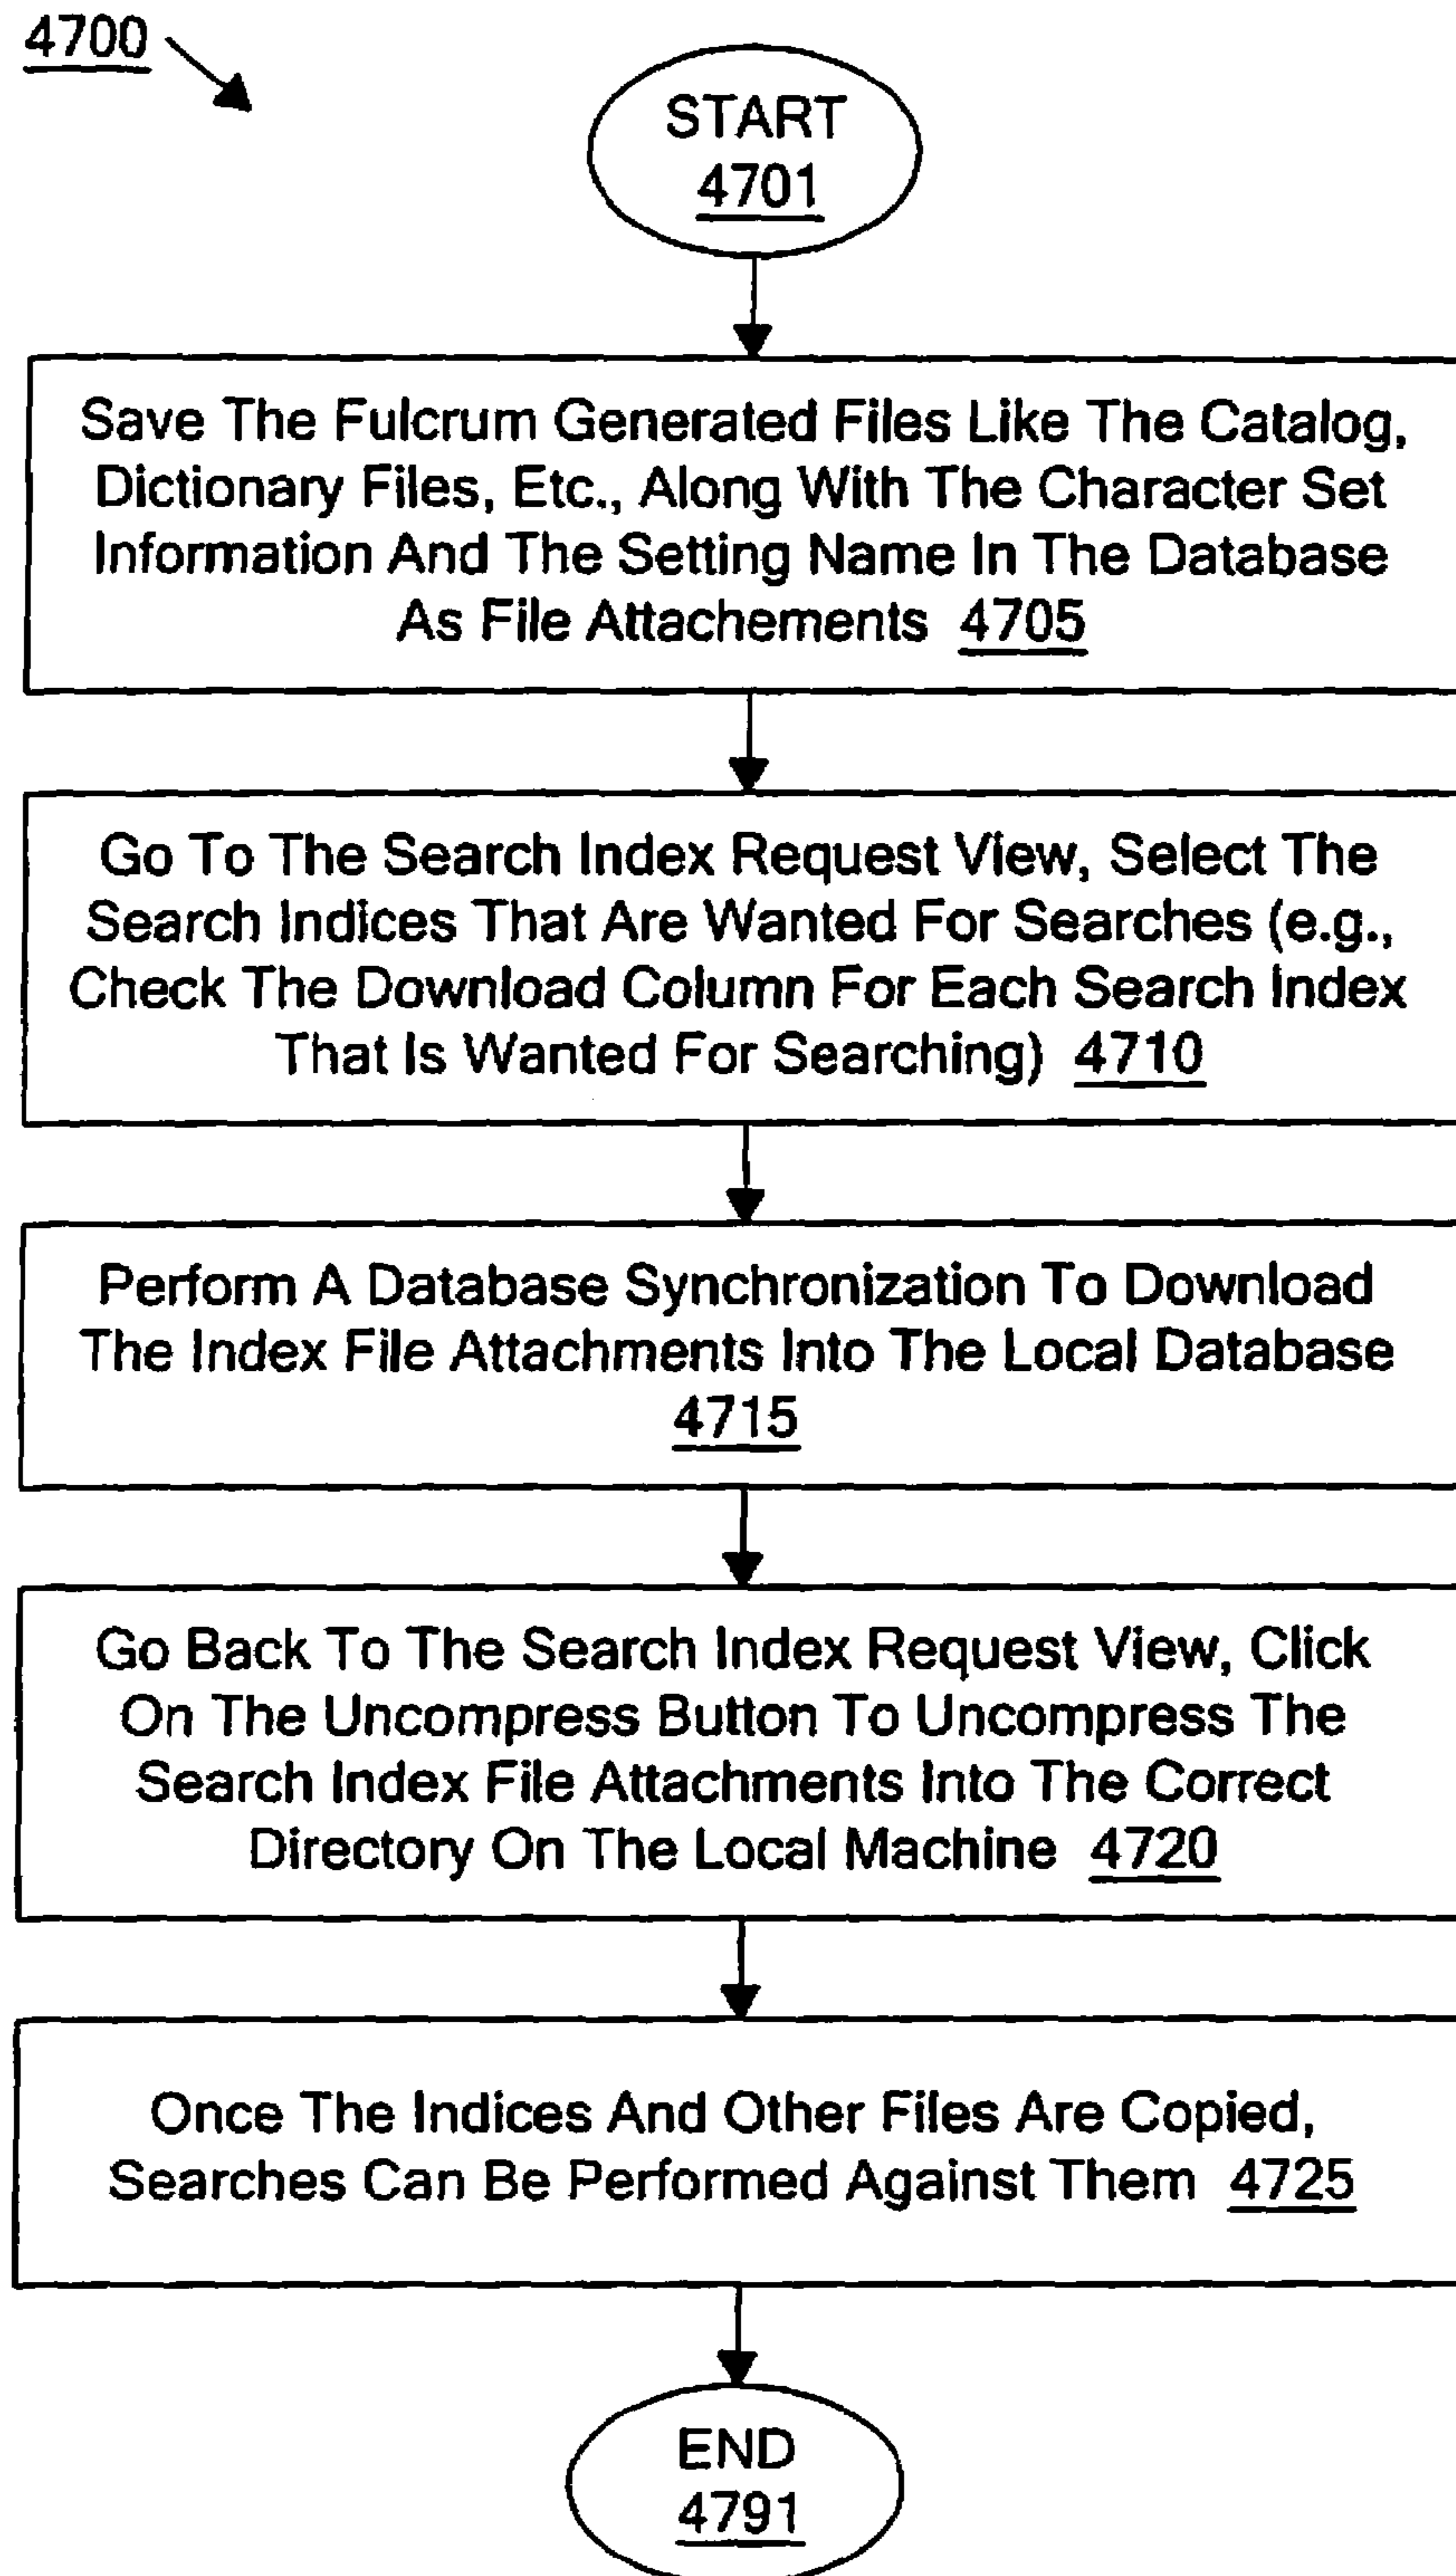 4700
START
4701
Save The Fulcrum Generated Files Like The Catalog,
Dictionary Files, Etc., Along With The Character Set
Information And The Setting Name In The Database
As File Attachements 4705
Go To The Search Index Request View, Select The
Search Indices That Are Wanted For Searches (e.g.,
Check The Download Column For Each Search Index
That Is Wanted For Searching) 4710
Perform A Database Synchronization To Download
The Index File Attachments Into The Local Database
4715
Go Back To The Search Index Request View, Click
On The Uncompress Button To Uncompress The
Search Index File Attachments Into The Correct
Directory On The Local Machine 4720
Once The Indices And Other Files Are Copied,
Searches Can Be Performed Against Them 4725
END
4791